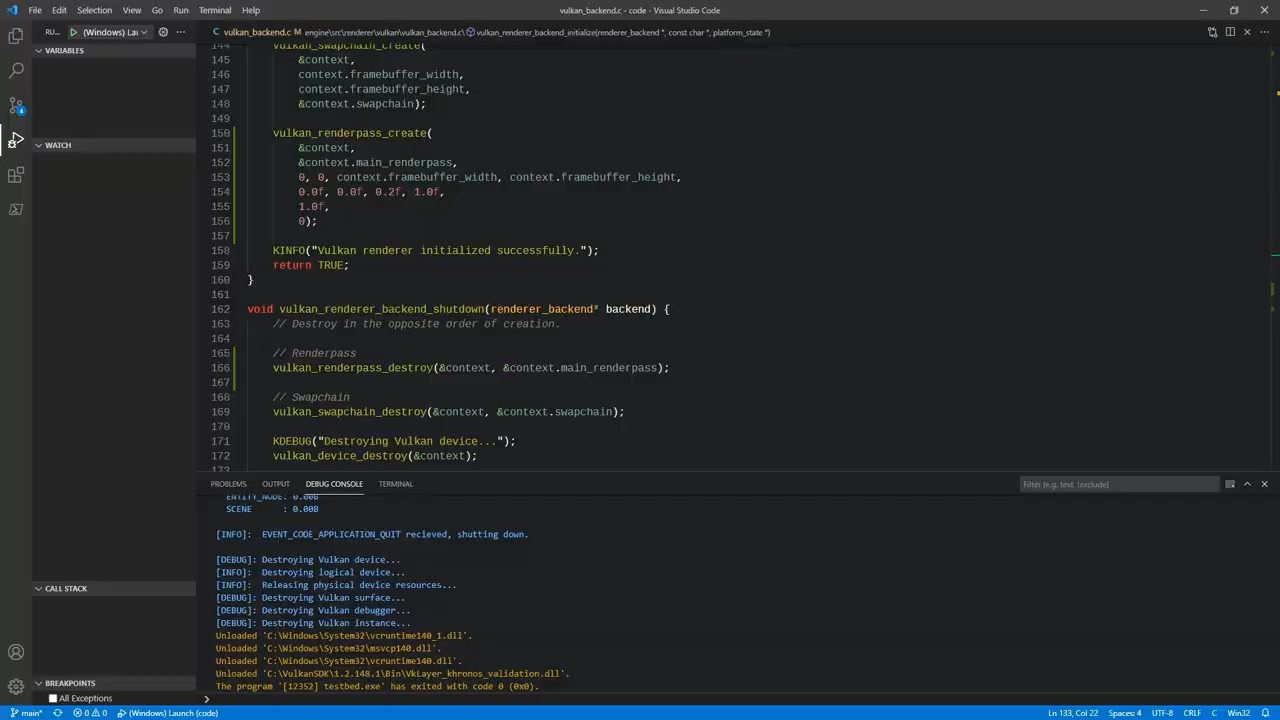 File Edit Selection View Go Run Terminal Help
vulkan_backend.c - code - Visual Studio Code
RU... (Windows) Lau
vulkan_backend.c M engine\src\renderer\vulkan\vulkan_backend.c\vulkan_renderer_backend_initialize(renderer_backend *, const char *, platform_state *)
VARIABLES
WATCH
CALL STACK
BREAKPOINTS
All Exceptions
4
144 vulkan_swapchain_create(
145 &context,
146 context.framebuffer_width,
147 context.framebuffer_height,
148 &context.swapchain);
149
150 vulkan_renderpass_create(
151 &context,
152 &context.main_renderpass,
153 0, 0, context.framebuffer_width, context.framebuffer_height,
154 0.0f, 0.0f, 0.2f, 1.0f,
155 1.0f,
156 0);
157
158 KINFO("Vulkan renderer initialized successfully.");
159 return TRUE;
160 }
161
162 void vulkan_renderer_backend_shutdown(renderer_backend* backend) {
163 // Destroy in the opposite order of creation.
164
165 // Renderpass
166 vulkan_renderpass_destroy(&context, &context.main_renderpass);
167
168 // Swapchain
169 vulkan_swapchain_destroy(&context, &context.swapchain);
170
171 KDEBUG("Destroying Vulkan device...");
172 vulkan_device_destroy(&context);
173
PROBLEMS OUTPUT DEBUG CONSOLE TERMINAL
Filter (e.g. text, !exclude)
ENTITY_NODE: 0.00B
SCENE : 0.00B
[INFO]: EVENT_CODE_APPLICATION_QUIT recieved, shutting down.
[DEBUG]: Destroying Vulkan device...
[INFO]: Destroying logical device...
[INFO]: Releasing physical device resources...
[DEBUG]: Destroying Vulkan surface...
[DEBUG]: Destroying Vulkan debugger...
[DEBUG]: Destroying Vulkan instance...
Unloaded 'C:\Windows\System32\vcruntime140_1.dll'.
Unloaded 'C:\Windows\System32\msvcp140.dll'.
Unloaded 'C:\Windows\System32\vcruntime140.dll'.
Unloaded 'C:\VulkanSDK\1.2.148.1\Bin\VkLayer_khronos_validation.dll'.
The program '[12352] testbed.exe' has exited with code 0 (0x0).
main* 0 0 (Windows) Launch (code)
Ln 133, Col 22 Spaces: 4 UTF-8 CRLF C Win32